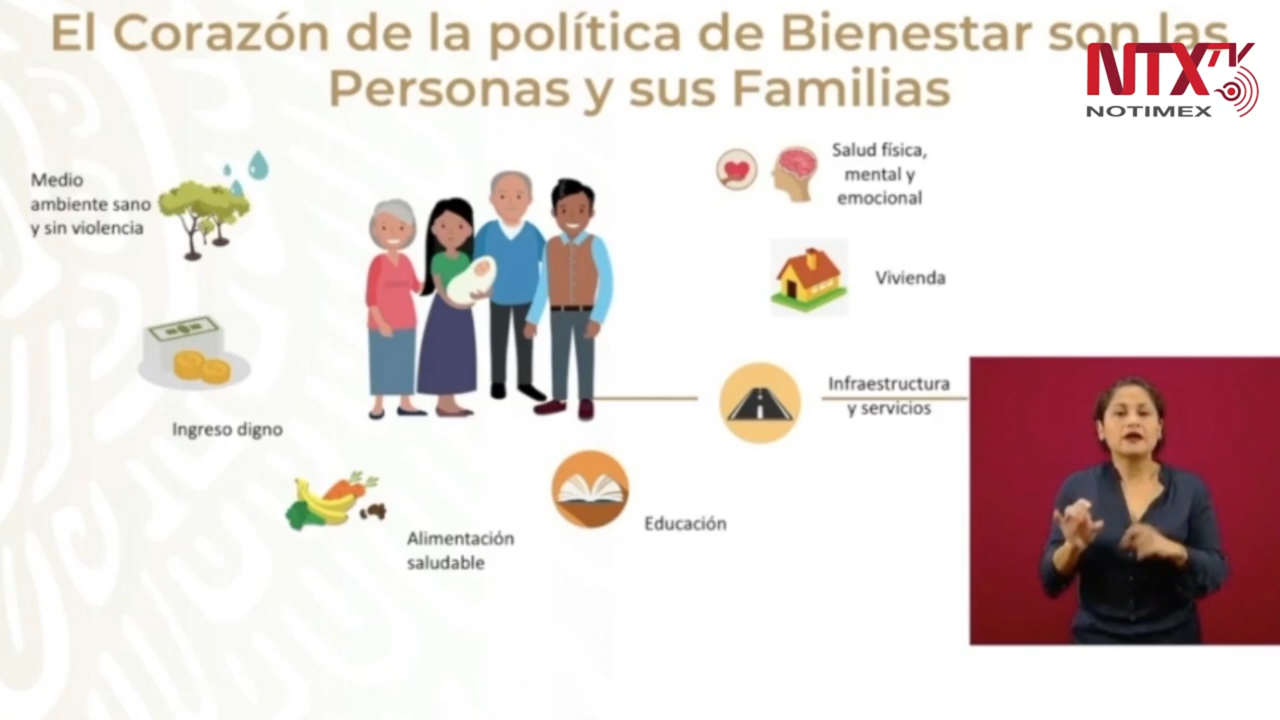 El Corazón de la política de Bienestar son las
Personas y sus Familias
NTX TV
NOTIMEX
Medio
ambiente sano
y sin violencia
Salud física,
mental y
emocional
Vivienda
Infraestructura
y servicios
Ingreso digno
Educación
Alimentación
saludable